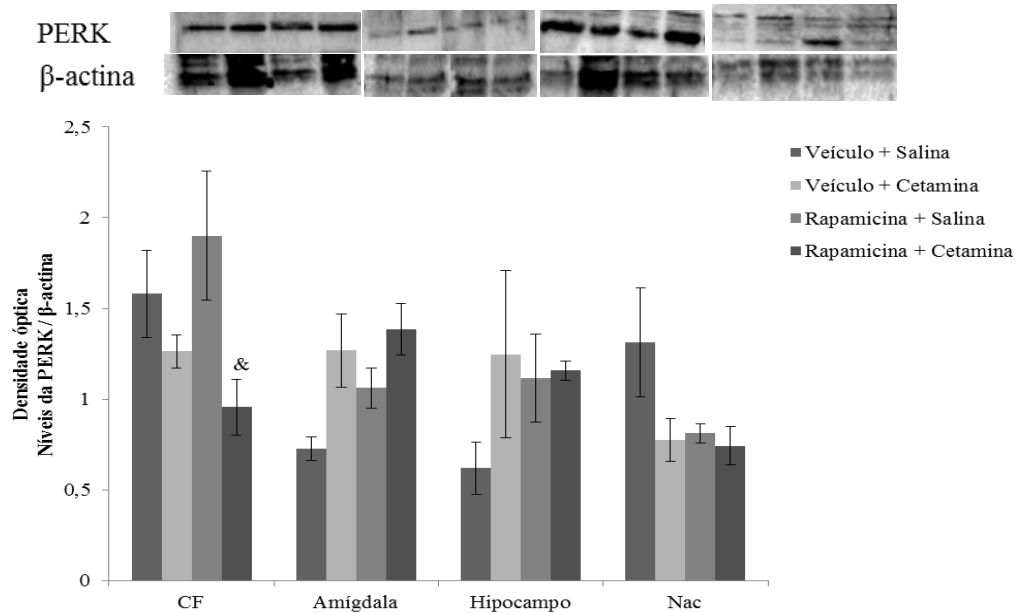 PERK
β-actina
2,5
2
1,5
1
0,5
0
Densidade óptica
Níveis da PERK / β-actina
&
CF
Amígdala
Hipocampo
Nac
Veículo + Salina
Veículo + Cetamina
Rapamicina + Salina
Rapamicina + Cetamina